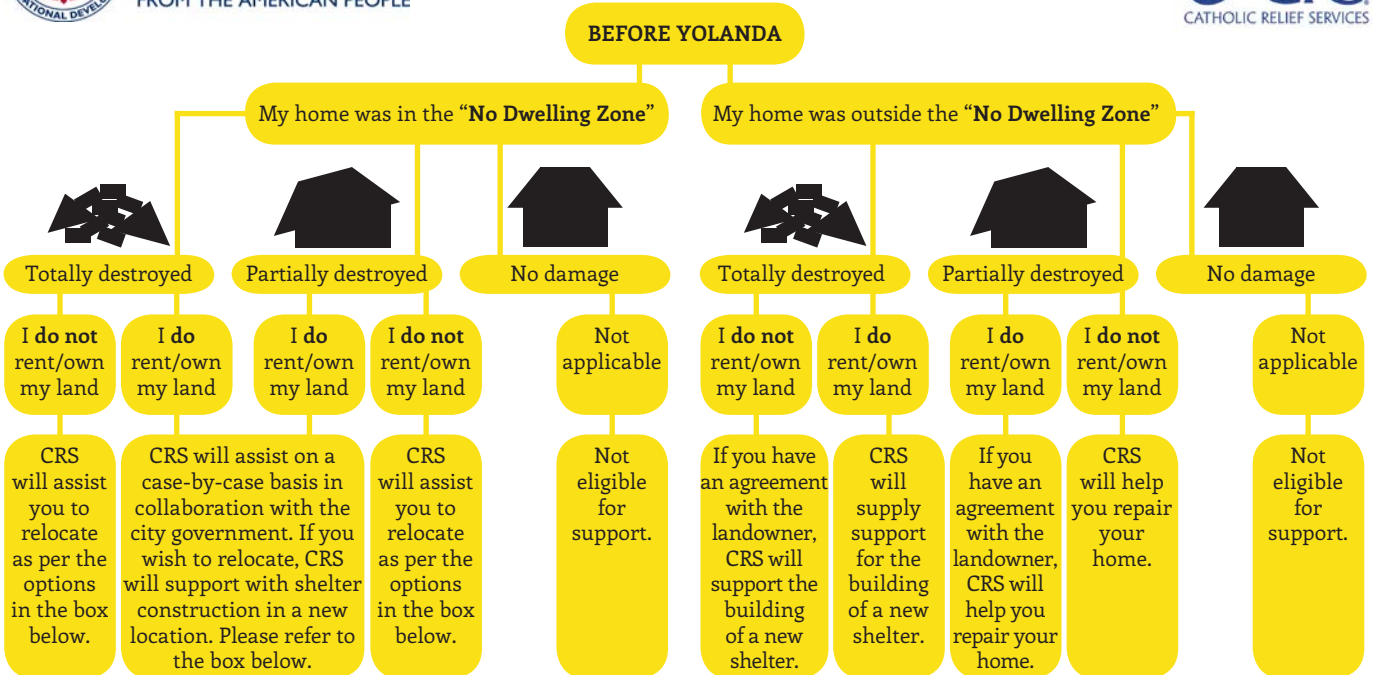 FROM THE AMERICAN PEOPLE
CATHOLIC RELIEF SERVICES
BEFORE YOLANDA
My home was in the “No Dwelling Zone”
My home was outside the “No Dwelling Zone”
Totally destroyed
Partially destroyed
No damage
Totally destroyed
Partially destroyed
No damage
I do not
rent/own
my land
I do
rent/own
my land
I do
rent/own
my land
I do not
rent/own
my land
Not
applicable
I do not
rent/own
my land
I do
rent/own
my land
I do
rent/own
my land
I do not
rent/own
my land
Not
applicable
CRS
will assist
you to
relocate
as per the
options
in the box
below.
CRS will assist on a
case-by-case basis in
collaboration with the
city government. If you
wish to relocate, CRS
will support with shelter
construction in a new
location. Please refer to
the box below.
CRS
will assist
you to
relocate
as per the
options
in the box
below.
Not
eligible
for
support.
If you have
an agreement
with the
landowner,
CRS will
support the
building
of a new
shelter.
CRS
will
supply
support
for the
building
of a new
shelter.
If you
have an
agreement
with the
landowner,
CRS will
help you
repair your
home.
CRS
will help
you repair
your
home.
Not
eligible
for
support.